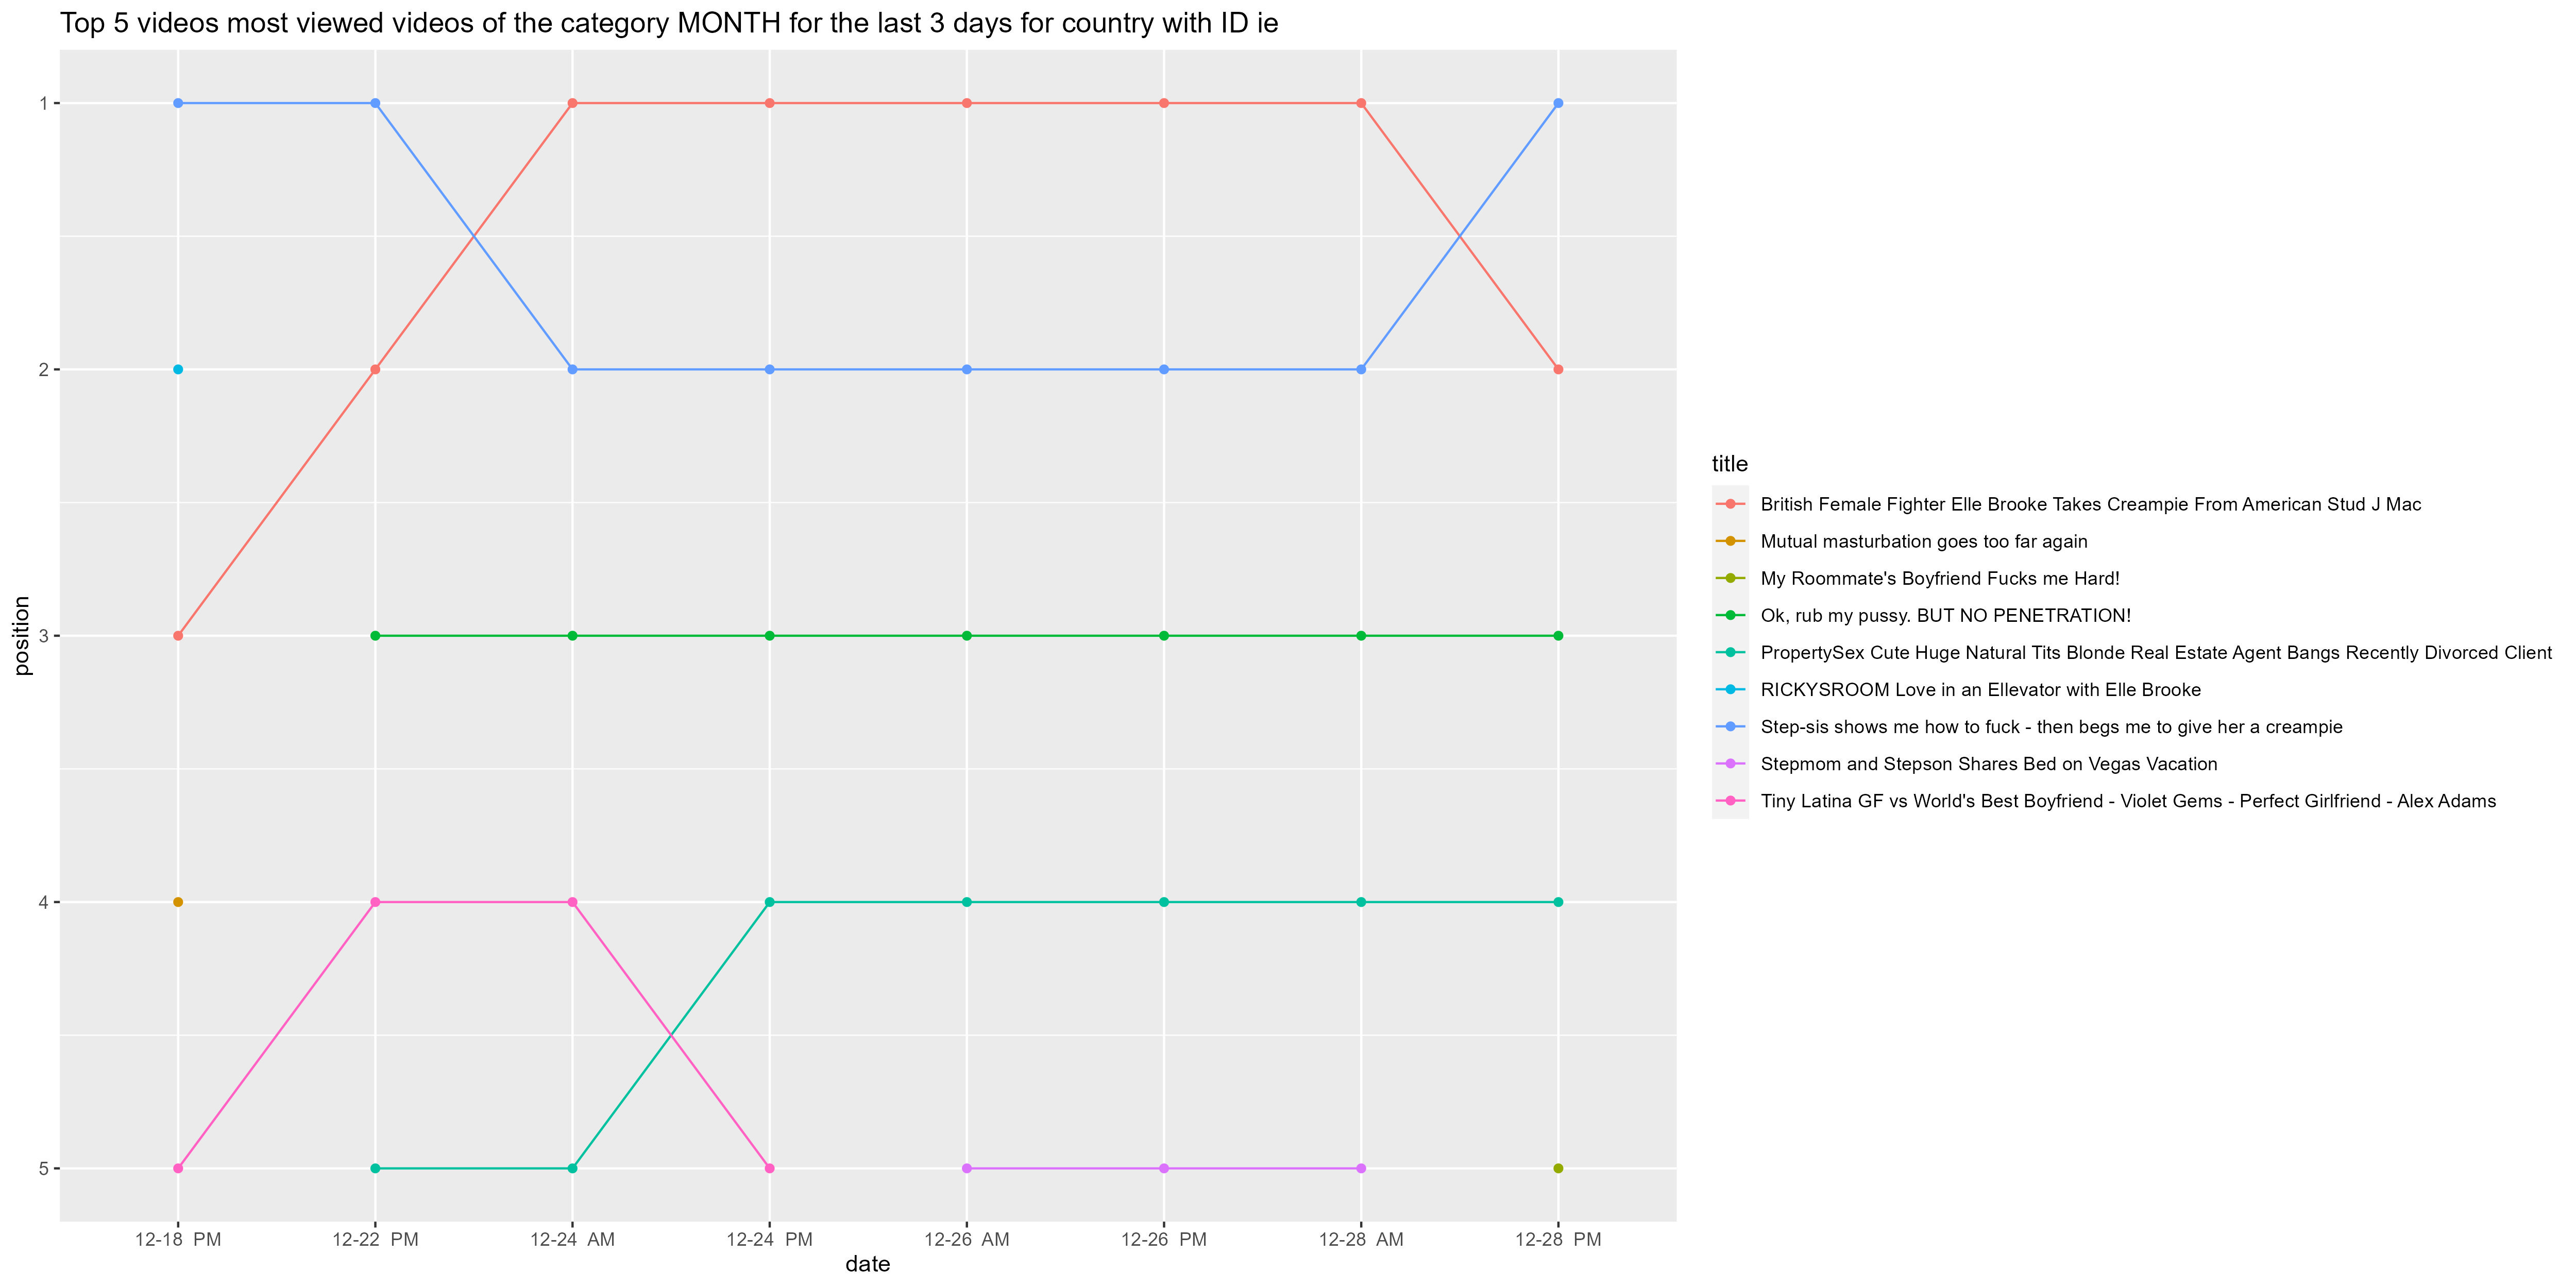 Top 5 videos most viewed videos of the category MONTH for the last 3 days for country with ID ie
position
1
2
3
4
5
12-18 PM
12-22 PM
12-24 AM
12-24 PM
12-26 AM
12-26 PM
12-28 AM
12-28 PM
date
title
British Female Fighter Elle Brooke Takes Creampie From American Stud J Mac
Mutual masturbation goes too far again
My Roommate's Boyfriend Fucks me Hard!
Ok, rub my pussy. BUT NO PENETRATION!
PropertySex Cute Huge Natural Tits Blonde Real Estate Agent Bangs Recently Divorced Client
RICKYSROOM Love in an Ellevator with Elle Brooke
Step-sis shows me how to fuck - then begs me to give her a creampie
Stepmom and Stepson Shares Bed on Vegas Vacation
Tiny Latina GF vs World's Best Boyfriend - Violet Gems - Perfect Girlfriend - Alex Adams